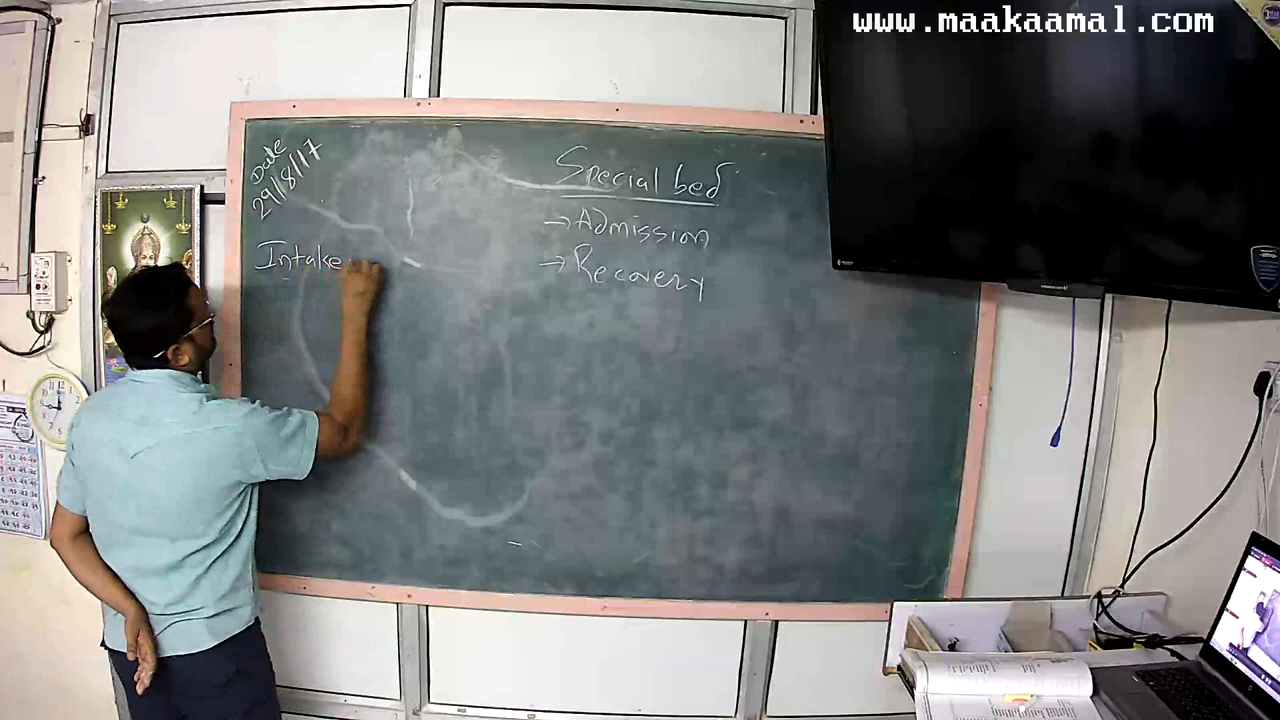 www.maakaamal.com
Date
29/8/17
Special bed
→ Admission
→ Recovery
Intake